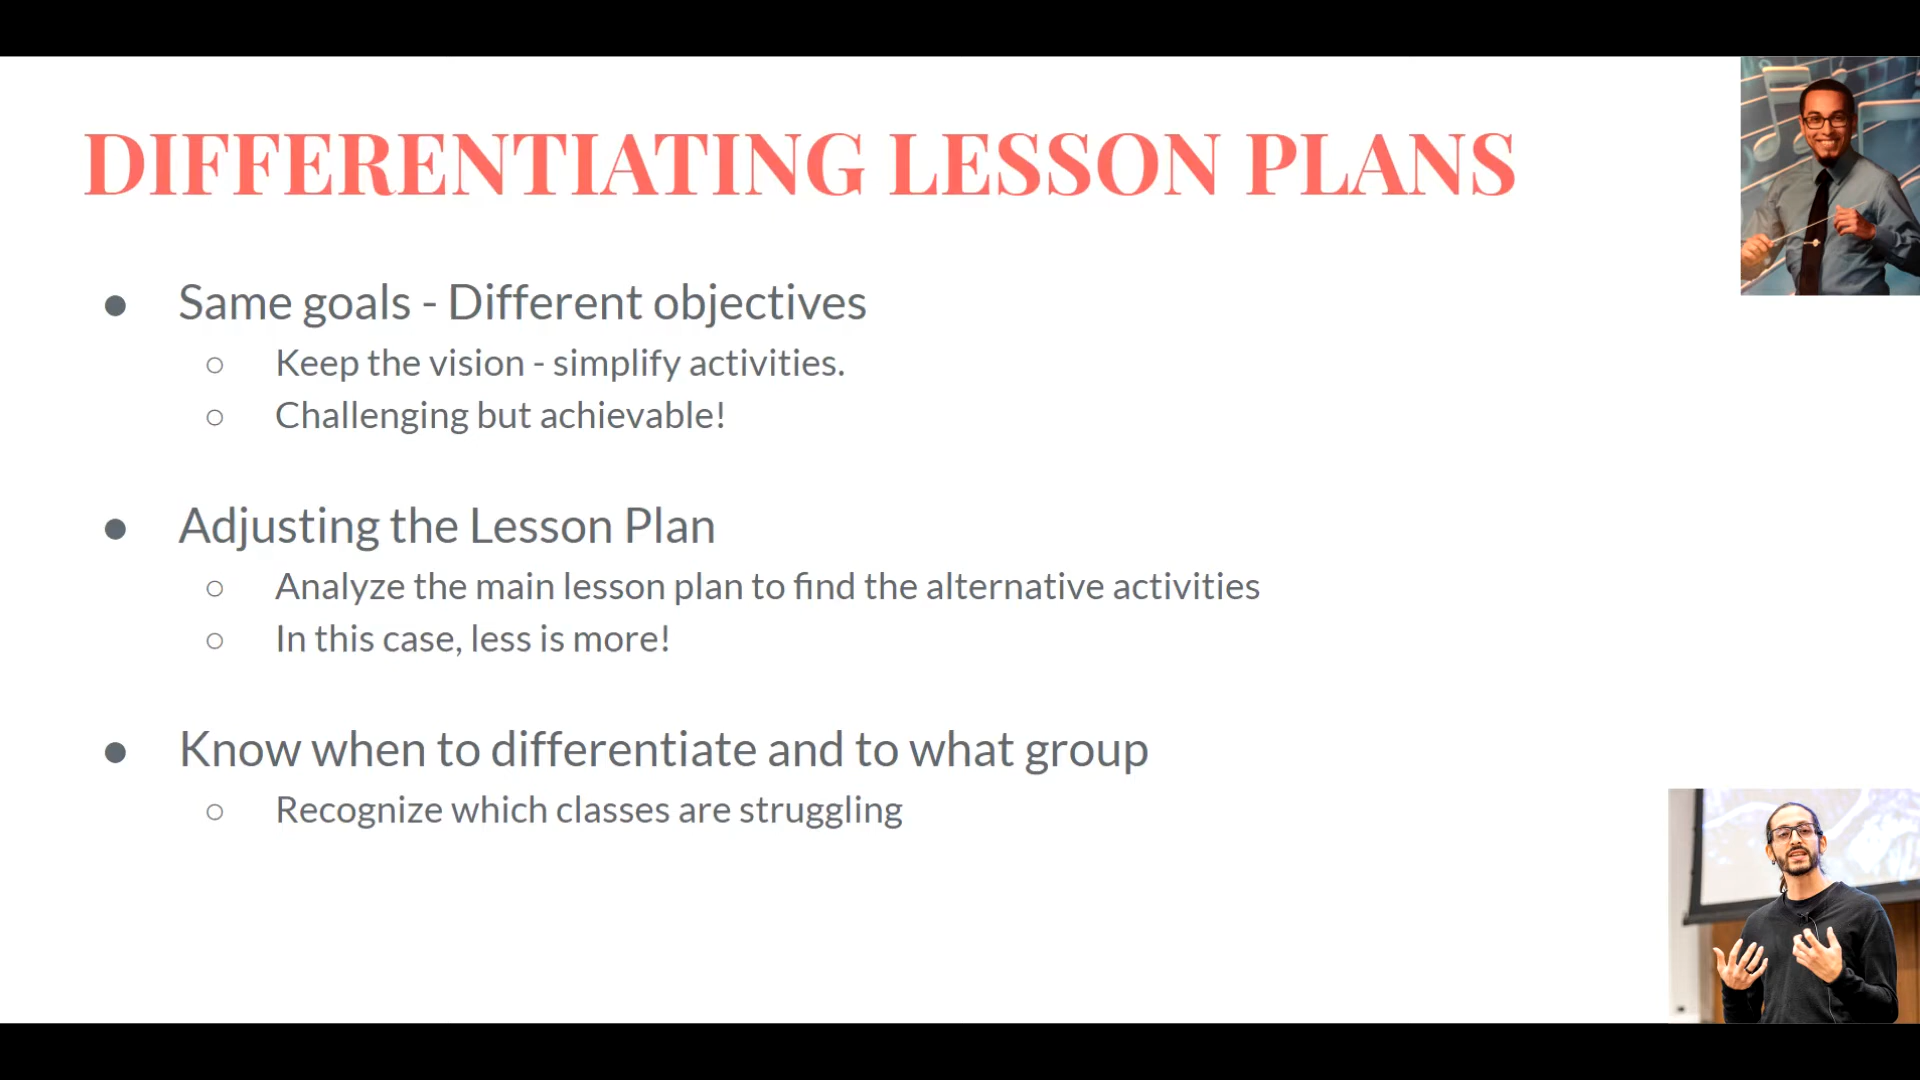 DIFFERENTIATING LESSON PLANS
● Same goals - Different objectives
○ Keep the vision - simplify activities.
○ Challenging but achievable!
● Adjusting the Lesson Plan
○ Analyze the main lesson plan to find the alternative activities
○ In this case, less is more!
● Know when to differentiate and to what group
○ Recognize which classes are struggling